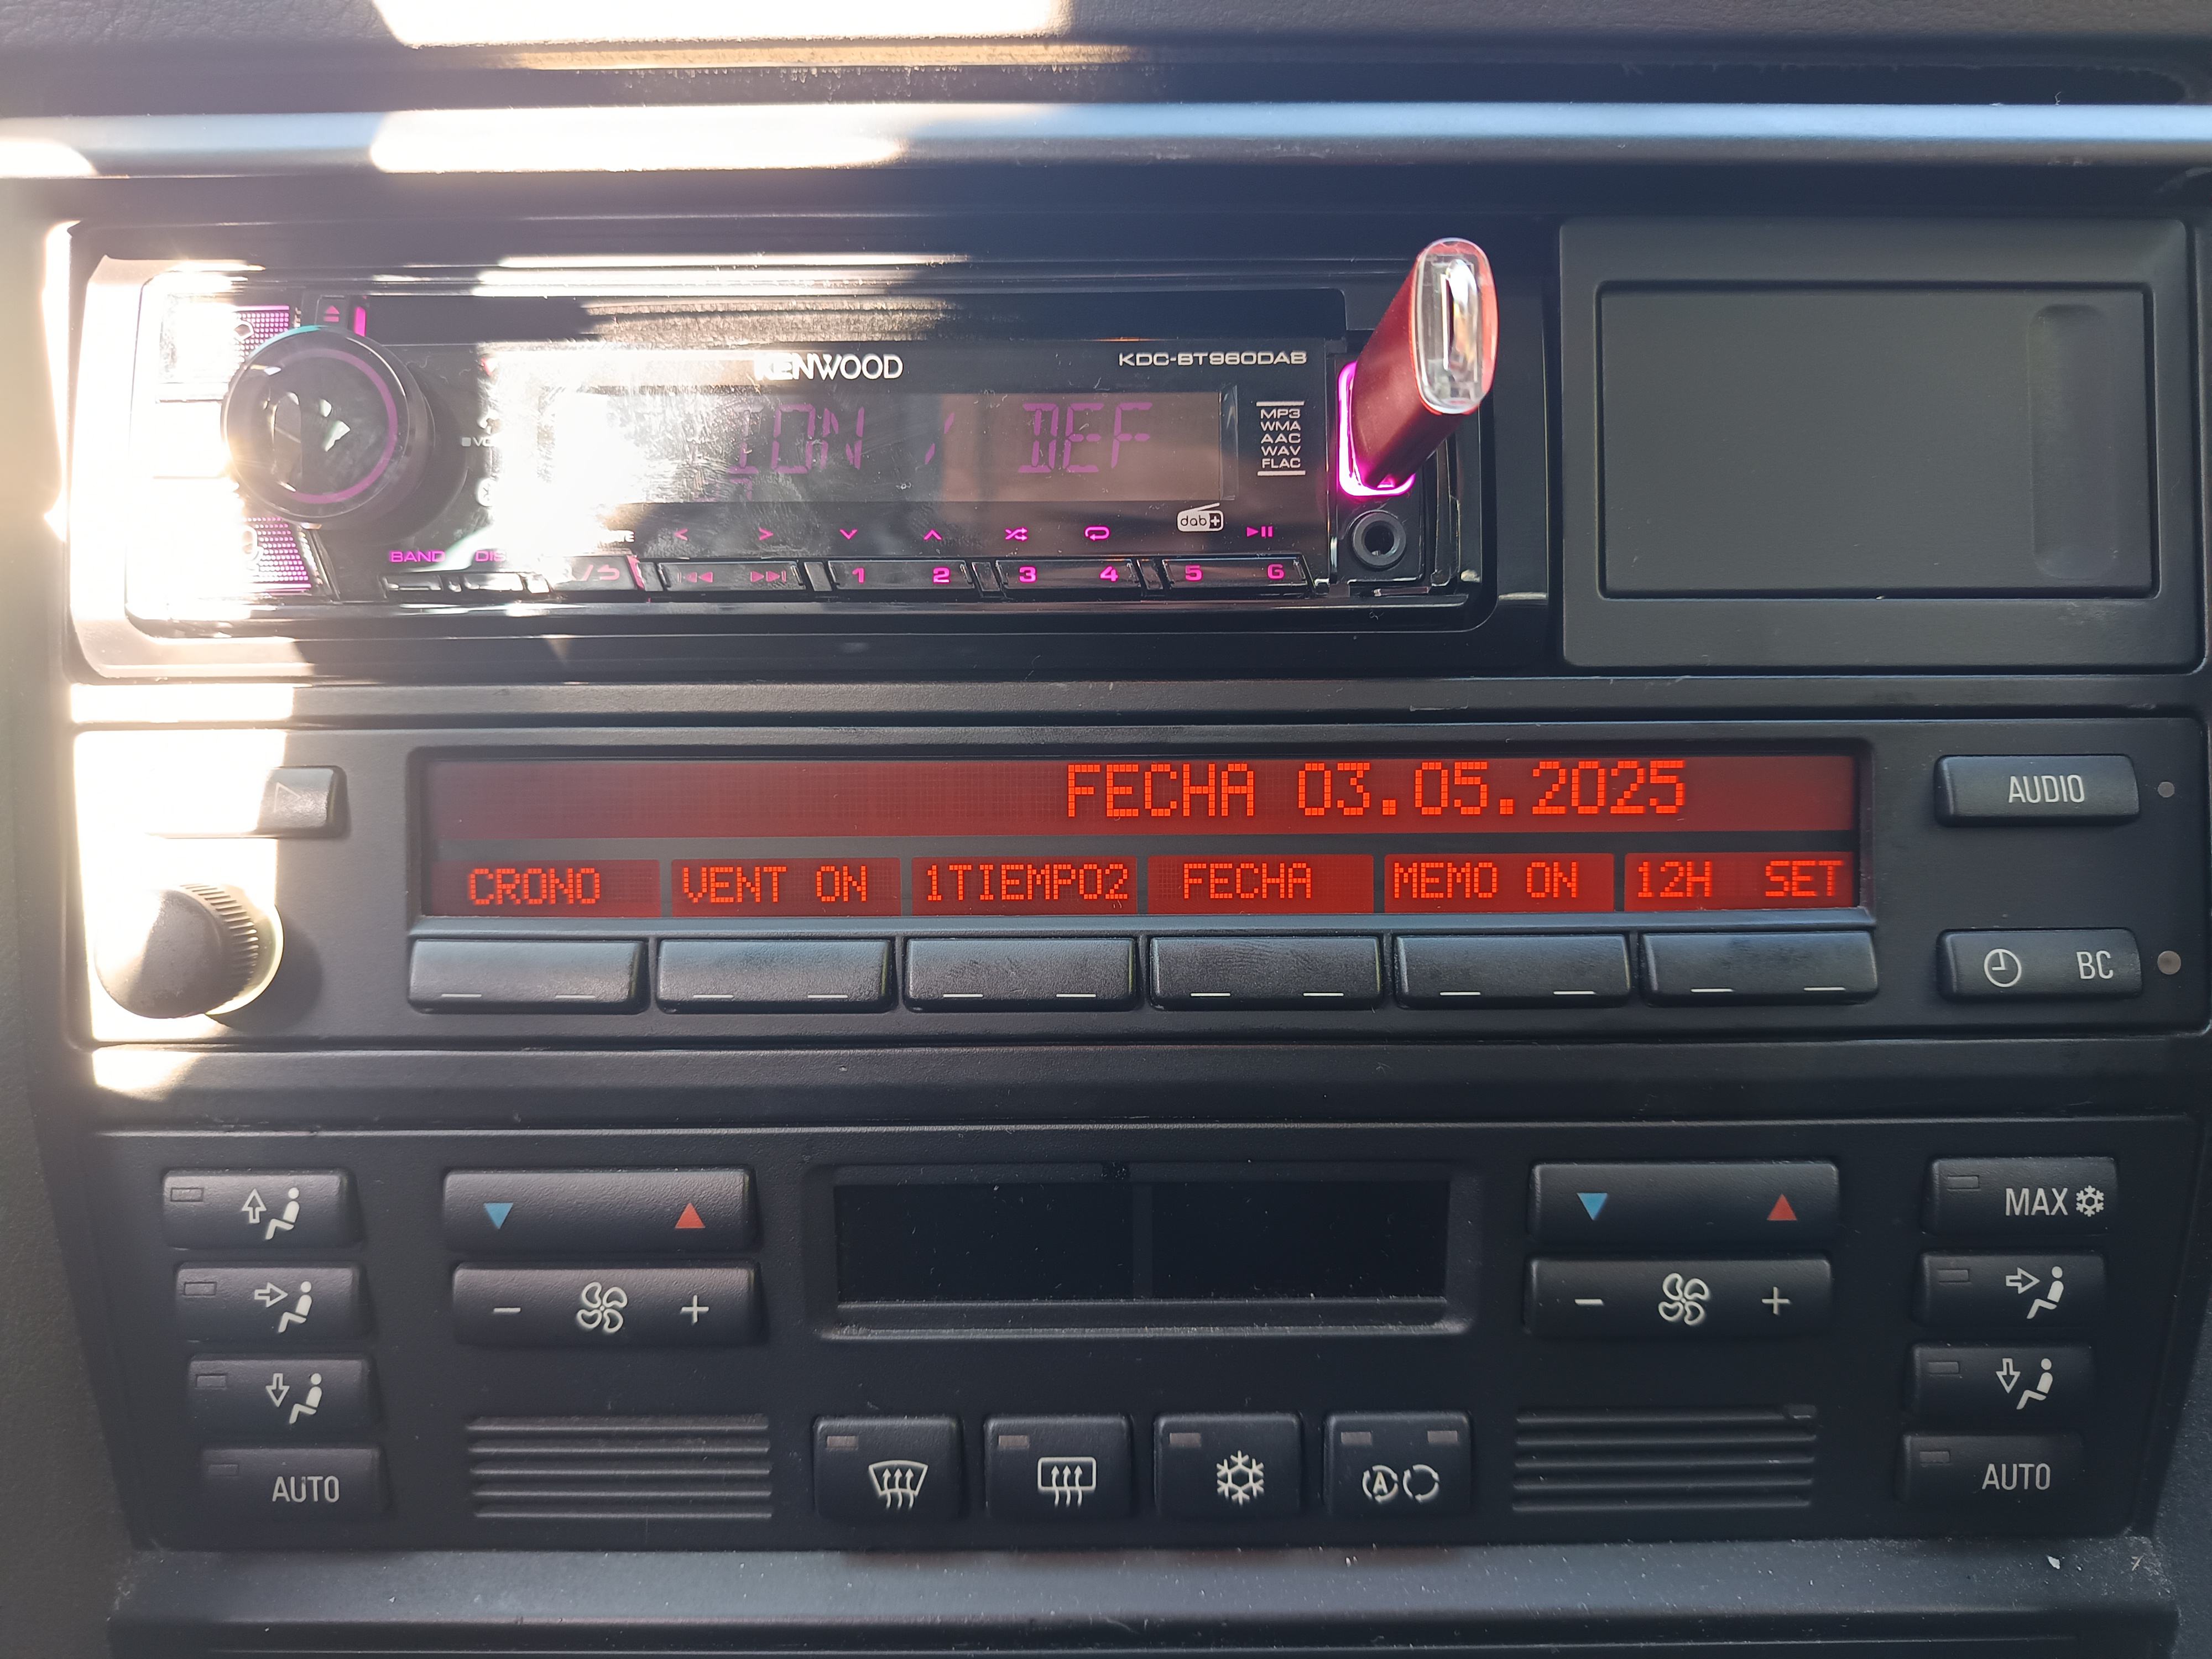 KENWOOD
KDC-BT960DAB
ION / DEF
MP3
WMA
AAC
WAV
FLAC
dab+
BAND
1 2 3 4 5 6
FECHA 03.05.2025
AUDIO
CRONO VENT ON 1TIEMPO2 FECHA MEMO ON 12H SET
BC
MAX
AUTO
A
AUTO